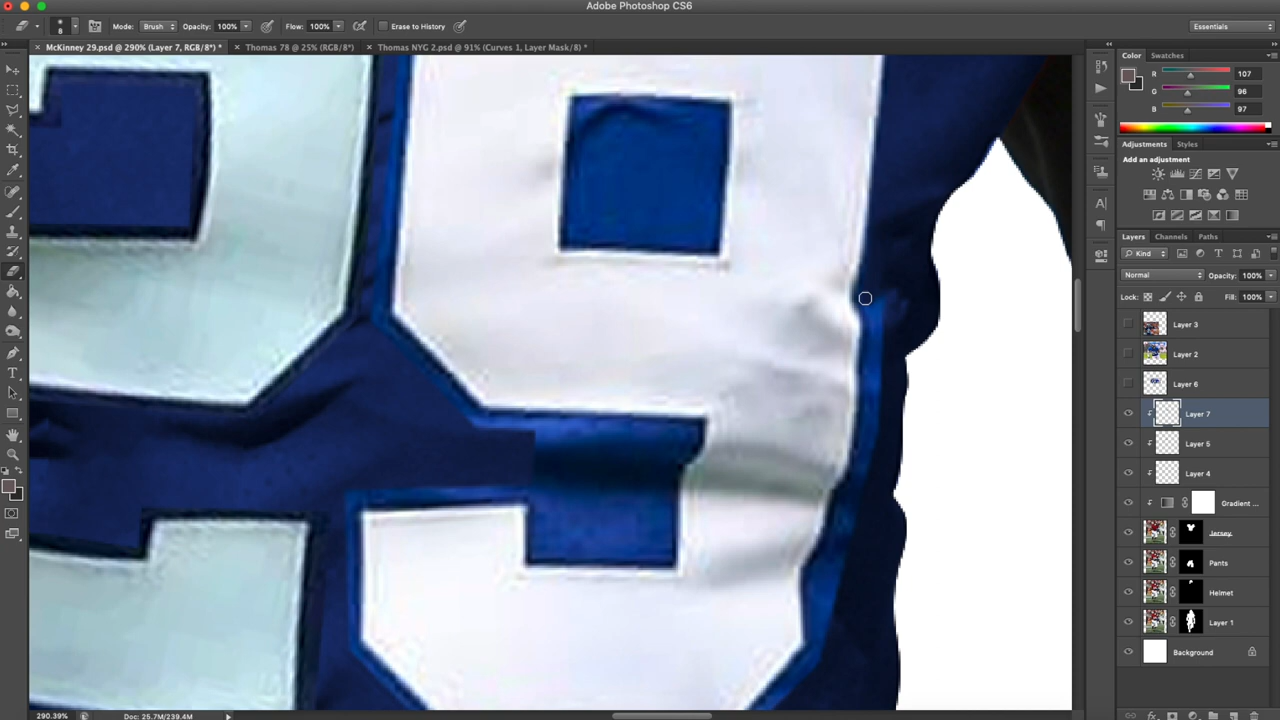 Adobe Photoshop CS6
8
Mode: Brush Opacity: 100% Flow: 100% Erase to History Essentials
McKinney 29.psd @ 290% (Layer 7, RGB/8*) * Thomas 78 @ 25% (RGB/8*) Thomas NYG 2.psd @ 91% (Curves 1, Layer Mask/8) *
Color Swatches
R 107
G 96
B 97
Adjustments Styles
Add an adjustment
Layers Channels Paths
Kind
Normal Opacity: 100%
Lock: Fill: 100%
Layer 3
Layer 2
Layer 6
Layer 7
Layer 5
Layer 4
Gradient ...
Jersey
Pants
Helmet
Layer 1
Background
290.39% Doc: 25.7M/239.4M